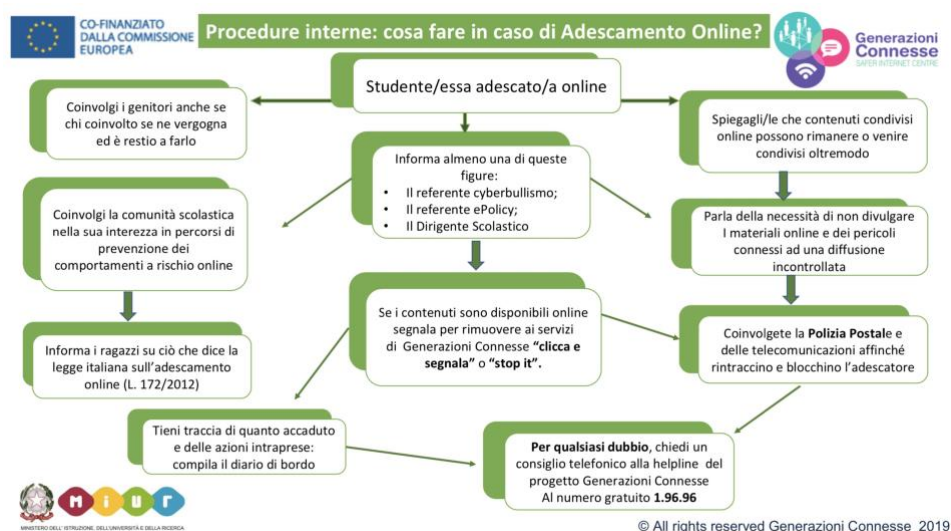 CO-FINANZIATO
DALLA COMMISSIONE
EUROPEA
Procedure interne: cosa fare in caso di Adescamento Online?
Generazioni
Connesse
SAFER INTERNET CENTRE
Studente/essa adescato/a online
Coinvolgi i genitori anche se
chi coinvolto se ne vergogna
ed è restio a farlo
Informa almeno una di queste
figure:
• Il referente cyberbullismo;
• Il referente ePolicy;
• Il Dirigente Scolastico
Spiegagli/le che contenuti condivisi
online possono rimanere o venire
condivisi oltremodo
Coinvolgi la comunità scolastica
nella sua interezza in percorsi di
prevenzione dei
comportamenti a rischio online
Parla della necessità di non divulgare
I materiali online e dei pericoli
connessi ad una diffusione
incontrollata
Se i contenuti sono disponibili online
segnala per rimuovere ai servizi
di Generazioni Connesse “clicca e
segnala” o “stop it”.
Informa i ragazzi su ciò che dice la
legge italiana sull’adescamento
online (L. 172/2012)
Coinvolgete la Polizia Postale e
delle telecomunicazioni affinché
rintraccino e blocchino l’adescatore
Tieni traccia di quanto accaduto
e delle azioni intraprese:
compila il diario di bordo
Per qualsiasi dubbio, chiedi un
consiglio telefonico alla helpline del
progetto Generazioni Connesse
Al numero gratuito 1.96.96
miur
MINISTERO DELL'ISTRUZIONE, DELL'UNIVERSITÀ E DELLA RICERCA
© All rights reserved Generazioni Connesse 2019